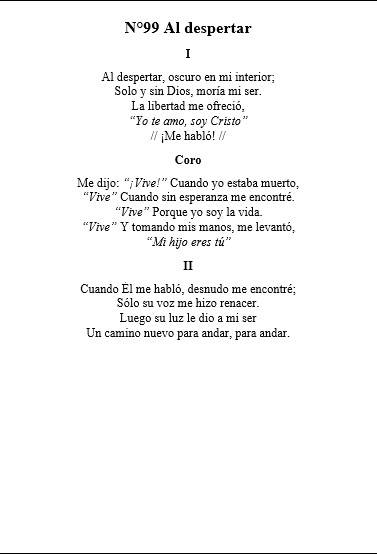 N°99 Al despertar
I
Al despertar, oscuro en mi interior;
Solo y sin Dios, moría mi ser.
La libertad me ofreció,
“Yo te amo, soy Cristo”
// ¡Me habló! //
Coro
Me dijo: “¡Vive!” Cuando yo estaba muerto,
“Vive” Cuando sin esperanza me encontré.
“Vive” Porque yo soy la vida.
“Vive” Y tomando mis manos, me levantó,
“Mi hijo eres tú”
II
Cuando Él me habló, desnudo me encontré;
Sólo su voz me hizo renacer.
Luego su luz le dio a mi ser
Un camino nuevo para andar, para andar.